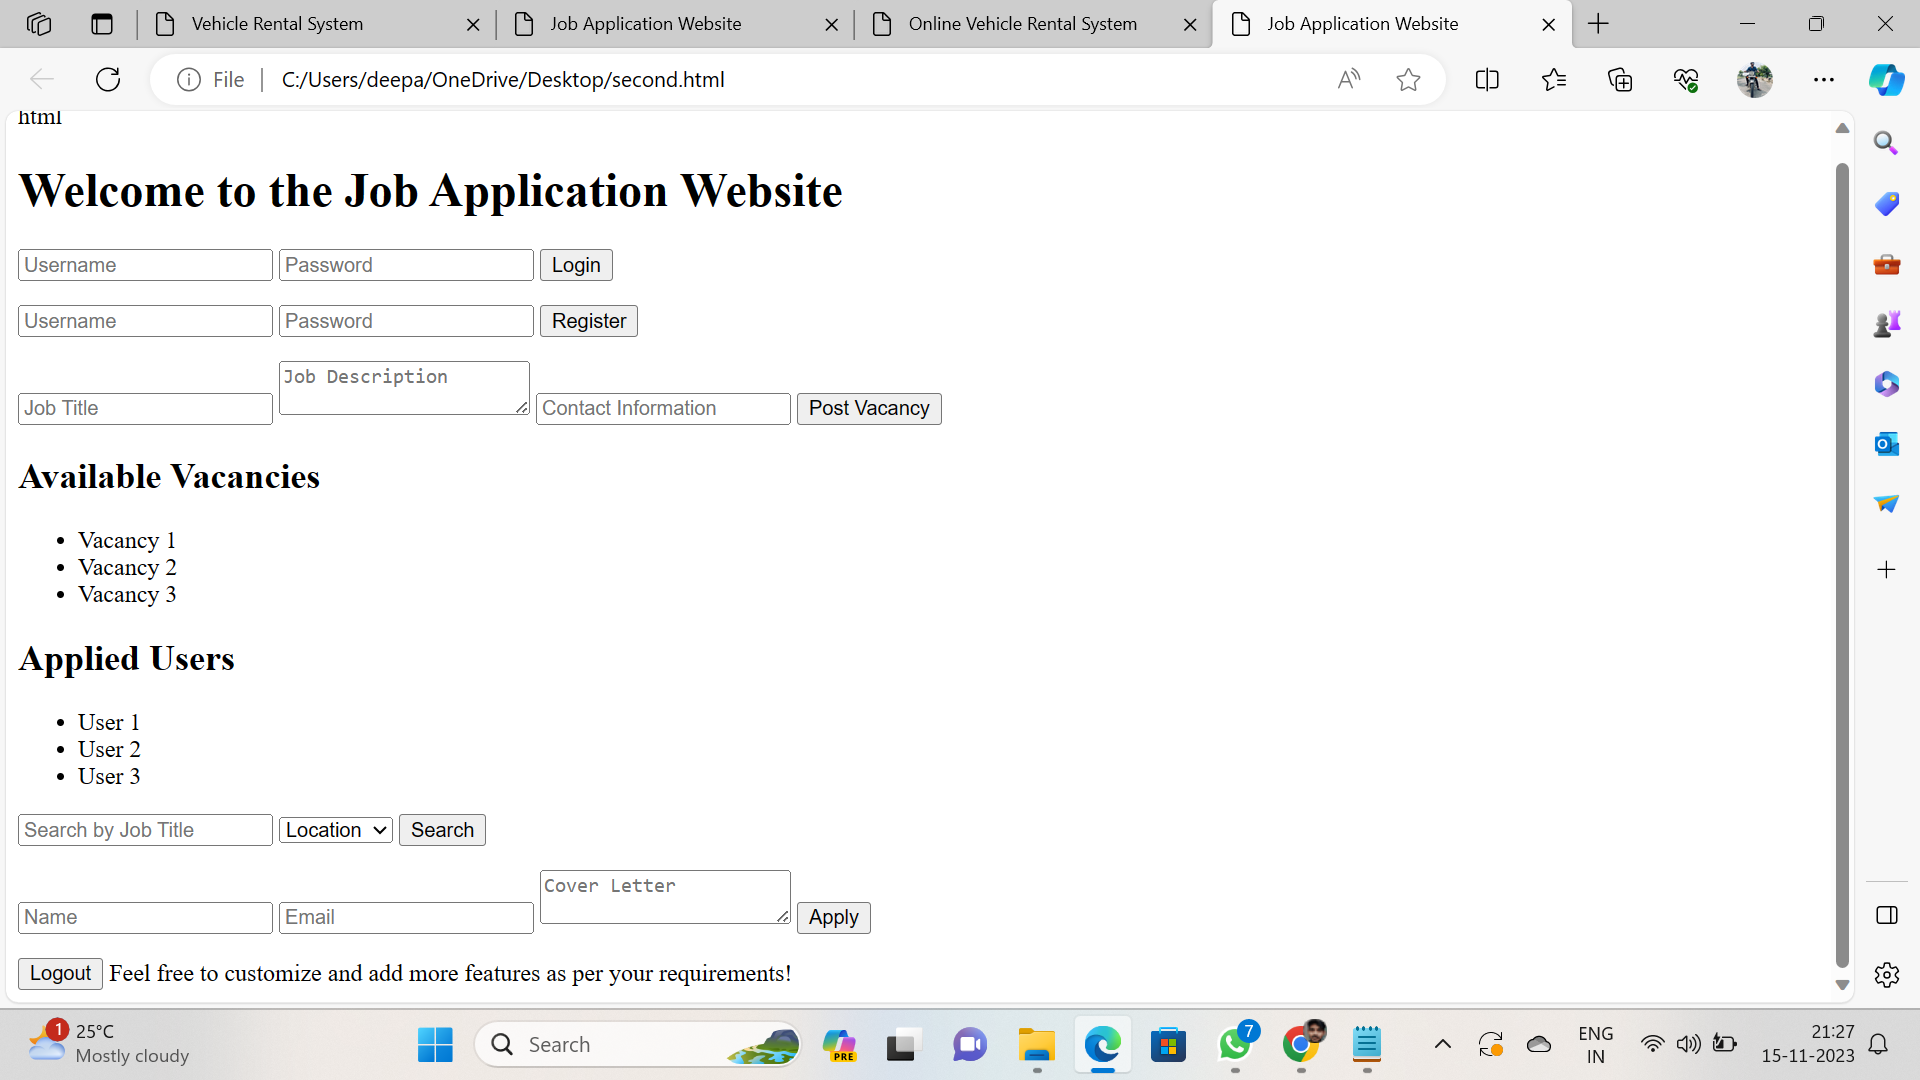 Vehicle Rental System
Job Application Website
Online Vehicle Rental System
Job Application Website
File
C:/Users/deepa/OneDrive/Desktop/second.html
html
Welcome to the Job Application Website
Username Password Login
Username Password Register
Job Title Job Description Contact Information Post Vacancy
Available Vacancies
Vacancy 1
Vacancy 2
Vacancy 3
Applied Users
User 1
User 2
User 3
Search by Job Title Location Search
Name Email Cover Letter Apply
Logout Feel free to customize and add more features as per your requirements!
1
25°C
Mostly cloudy
Search
PRE
7
ENG
IN
21:27
15-11-2023